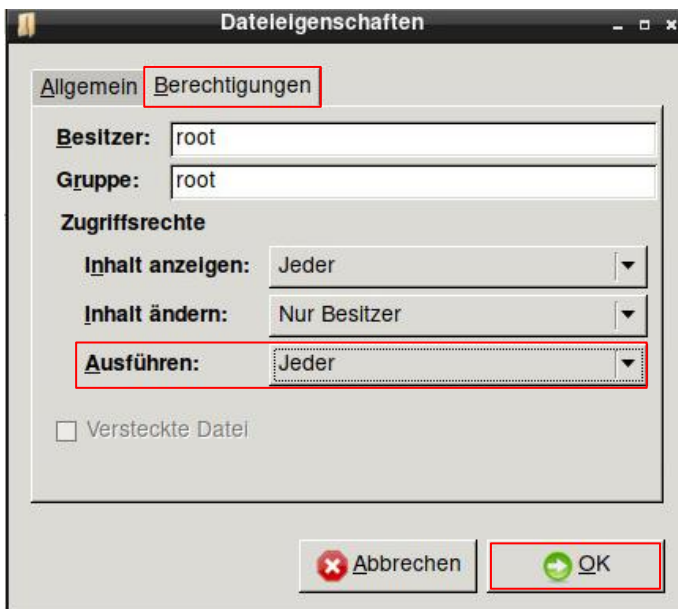 Dateieigenschaften
Allgemein Berechtigungen
Besitzer: root
Gruppe: root
Zugriffsrechte
Inhalt anzeigen: Jeder
Inhalt ändern: Nur Besitzer
Ausführen: Jeder
Versteckte Datei
Abbrechen OK